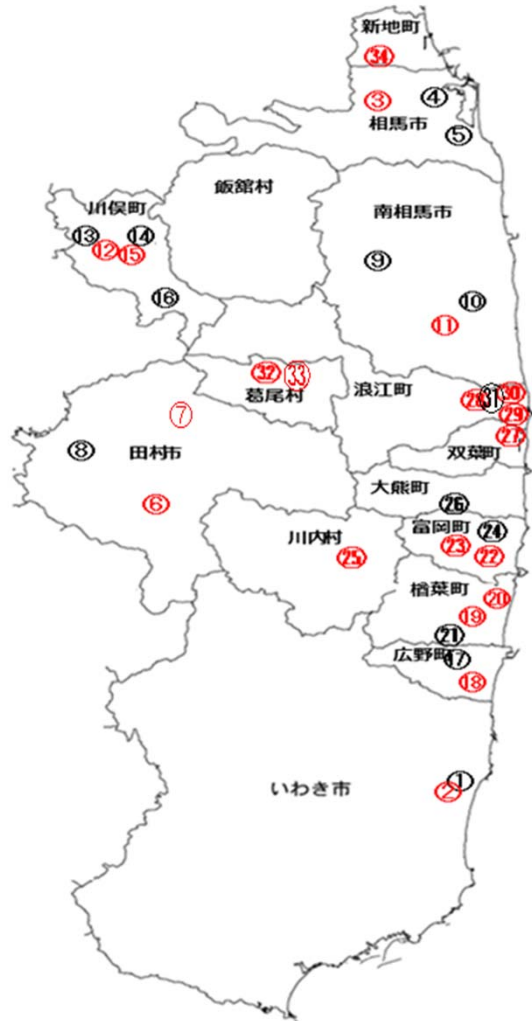 新地町
㉞
③
④
相馬市
⑤
飯舘村
川俣町
⑬
⑭
⑫
⑮
⑯
南相馬市
⑨
⑩
⑪
㉜
㉝
葛尾村
浪江町
㉘
㉛
㉚
㉙
㉗
双葉町
⑦
⑧
田村市
⑥
大熊町
㉖
川内村
㉕
富岡町
㉔
㉓
㉒
楢葉町
⑳
⑲
㉑
広野町
⑰
⑱
いわき市
①
②